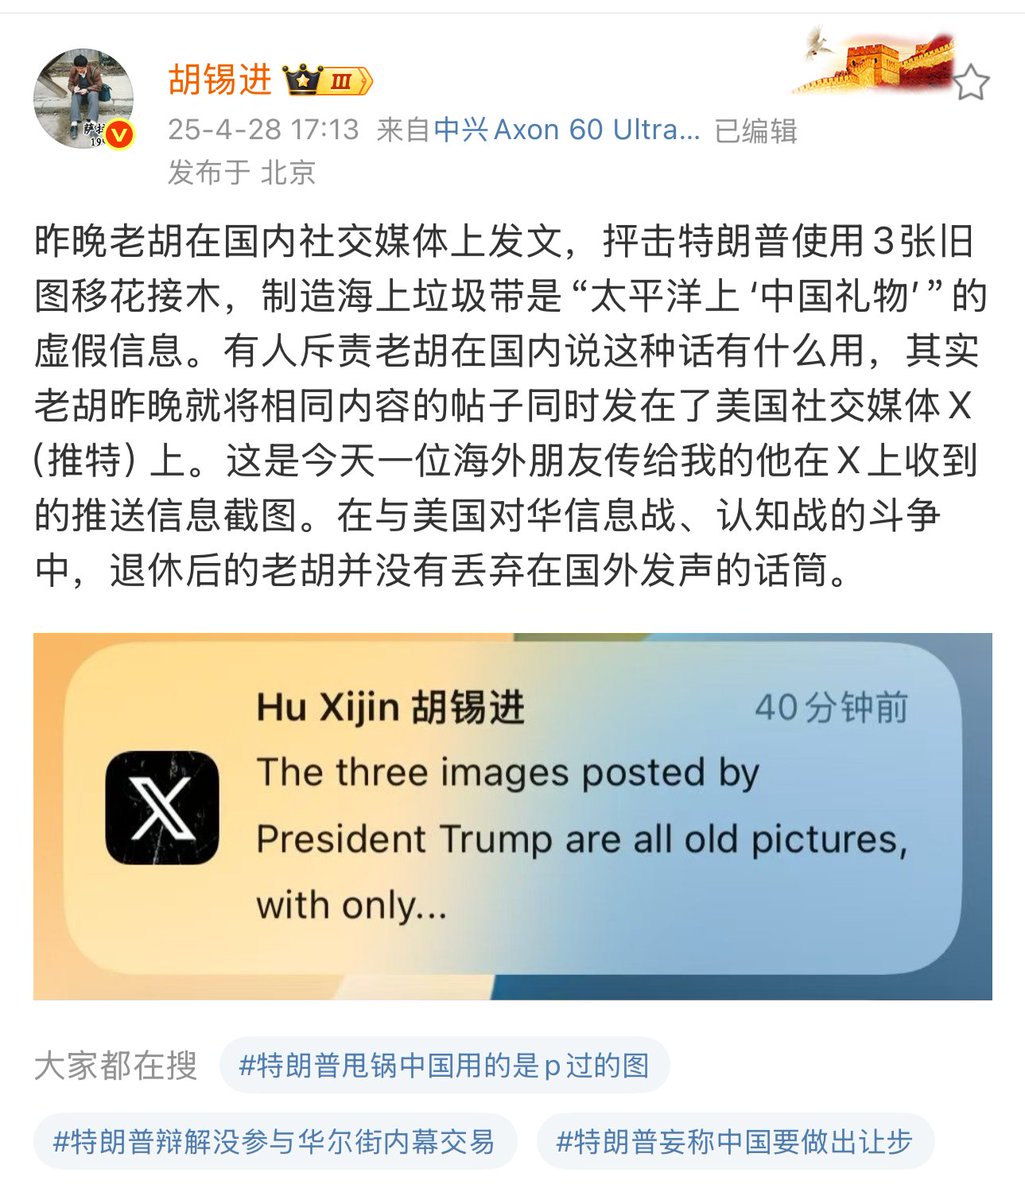 胡锡进 III
25-4-28 17:13 来自中兴Axon 60 Ultra... 已编辑
发布于 北京
昨晚老胡在国内社交媒体上发文，抨击特朗普使用3张旧
图移花接木，制造海上垃圾带是“太平洋上‘中国礼物’”的
虚假信息。有人斥责老胡在国内说这种话有什么用，其实
老胡昨晚就将相同内容的帖子同时发在了美国社交媒体X
(推特) 上。这是今天一位海外朋友传给我的他在X上收到
的推送信息截图。在与美国对华信息战、认知战的斗争
中，退休后的老胡并没有丢弃在国外发声的话筒。
Hu Xijin 胡锡进 40分钟前
The three images posted by
President Trump are all old pictures,
with only...
大家都在搜 #特朗普甩锅中国用的是p过的图
#特朗普辩解没参与华尔街内幕交易 #特朗普妄称中国要做出让步